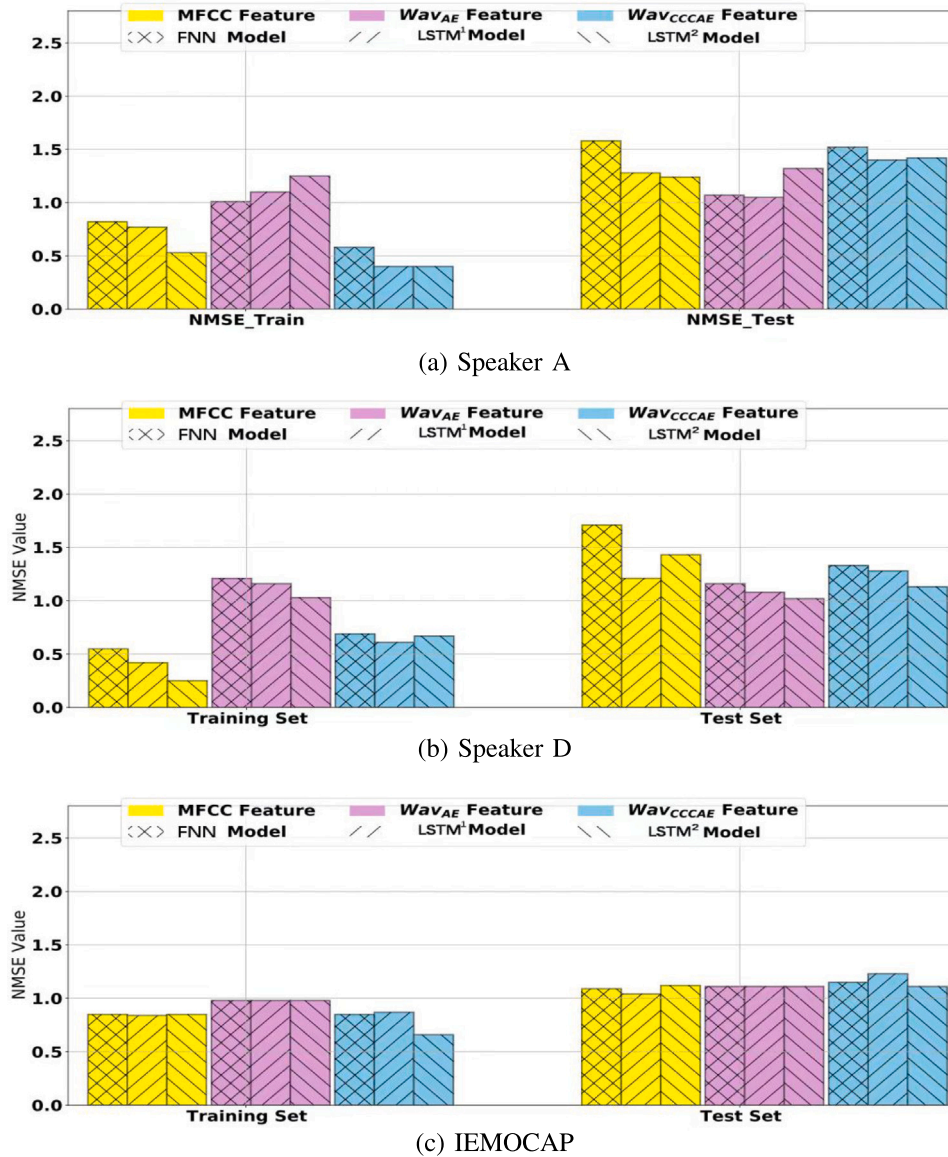 MFCC Feature Wav_AE Feature Wav_CCCAE Feature
FNN Model LSTM¹ Model LSTM² Model
2.5
2.0
1.5
1.0
0.5
0.0
NMSE_Train NMSE_Test
(a) Speaker A
MFCC Feature Wav_AE Feature Wav_CCCAE Feature
FNN Model LSTM¹ Model LSTM² Model
NMSE Value
2.5
2.0
1.5
1.0
0.5
0.0
Training Set Test Set
(b) Speaker D
MFCC Feature Wav_AE Feature Wav_CCCAE Feature
FNN Model LSTM¹ Model LSTM² Model
NMSE Value
2.5
2.0
1.5
1.0
0.5
0.0
Training Set Test Set
(c) IEMOCAP